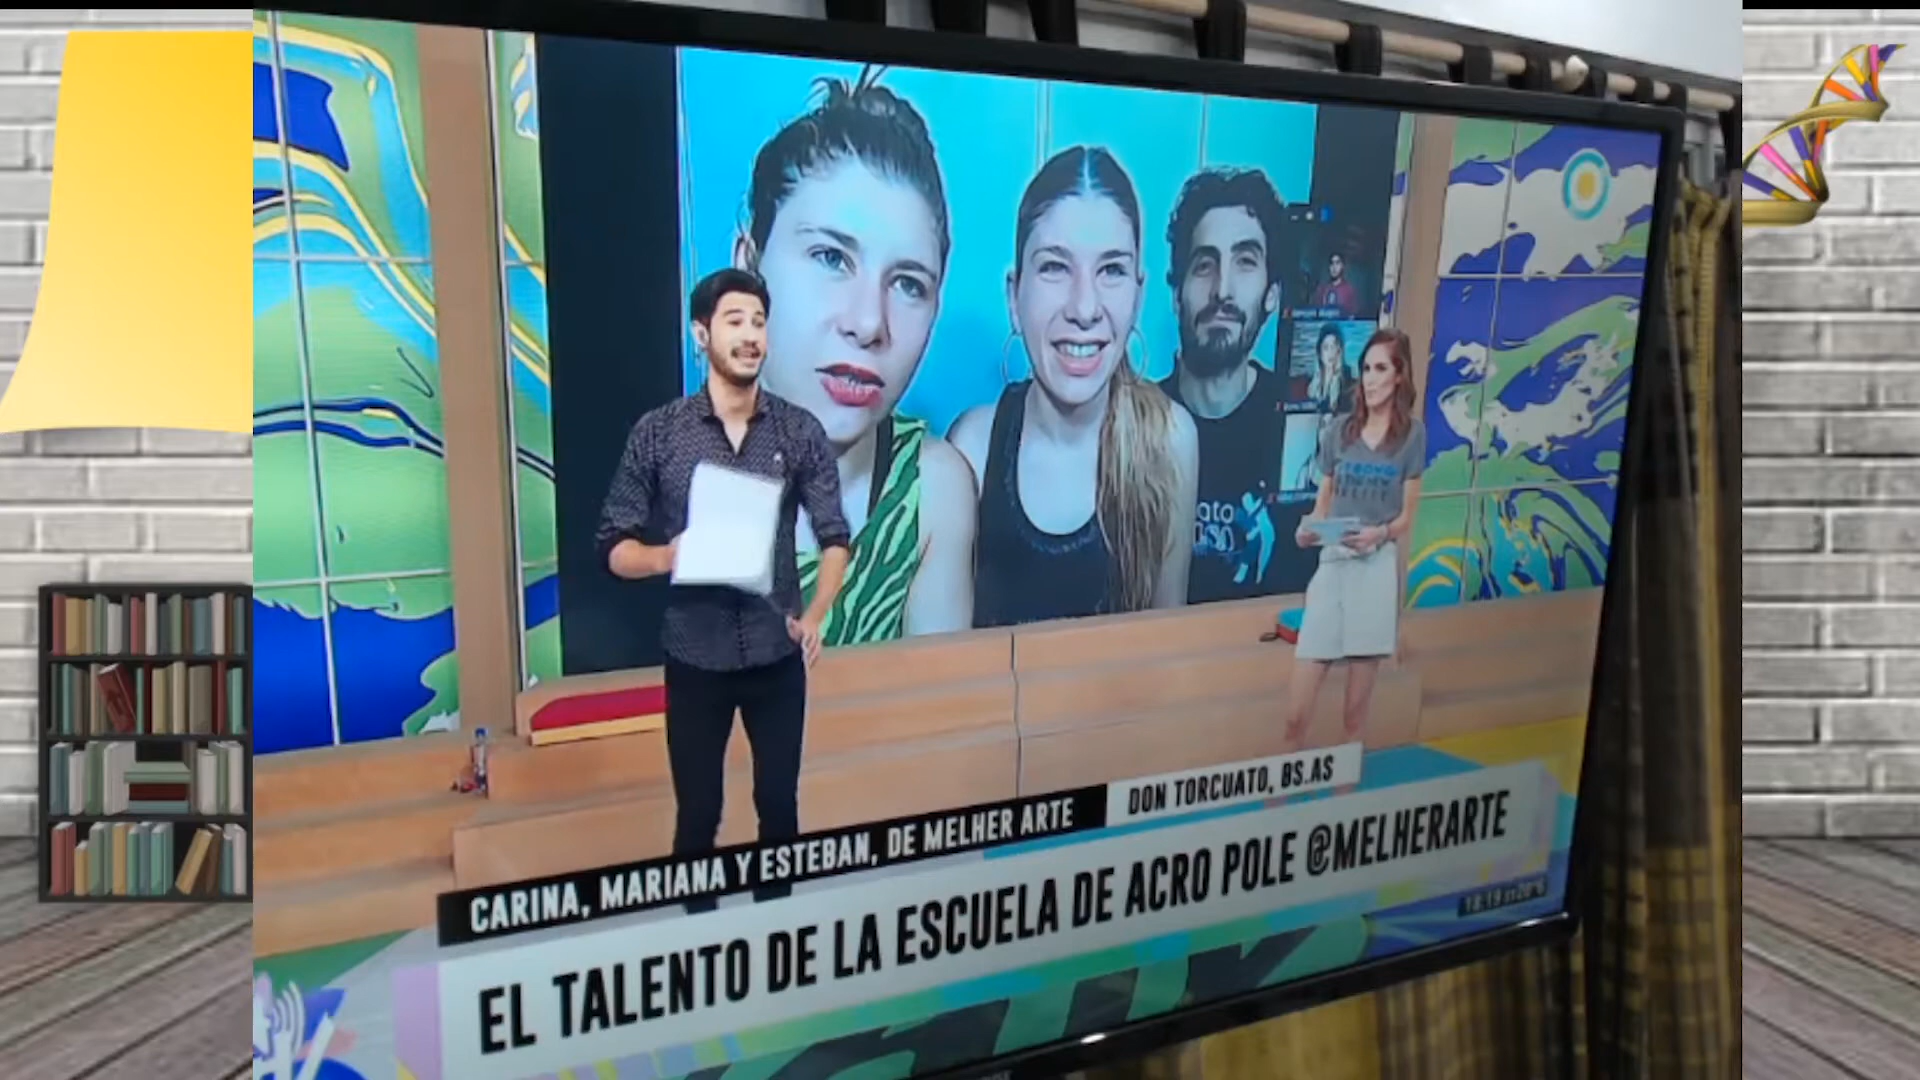 CARINA, MARIANA Y ESTEBAN, DE MELHER ARTE
DON TORCUATO, BS.AS
EL TALENTO DE LA ESCUELA DE ACRO POLE @MELHERARTE